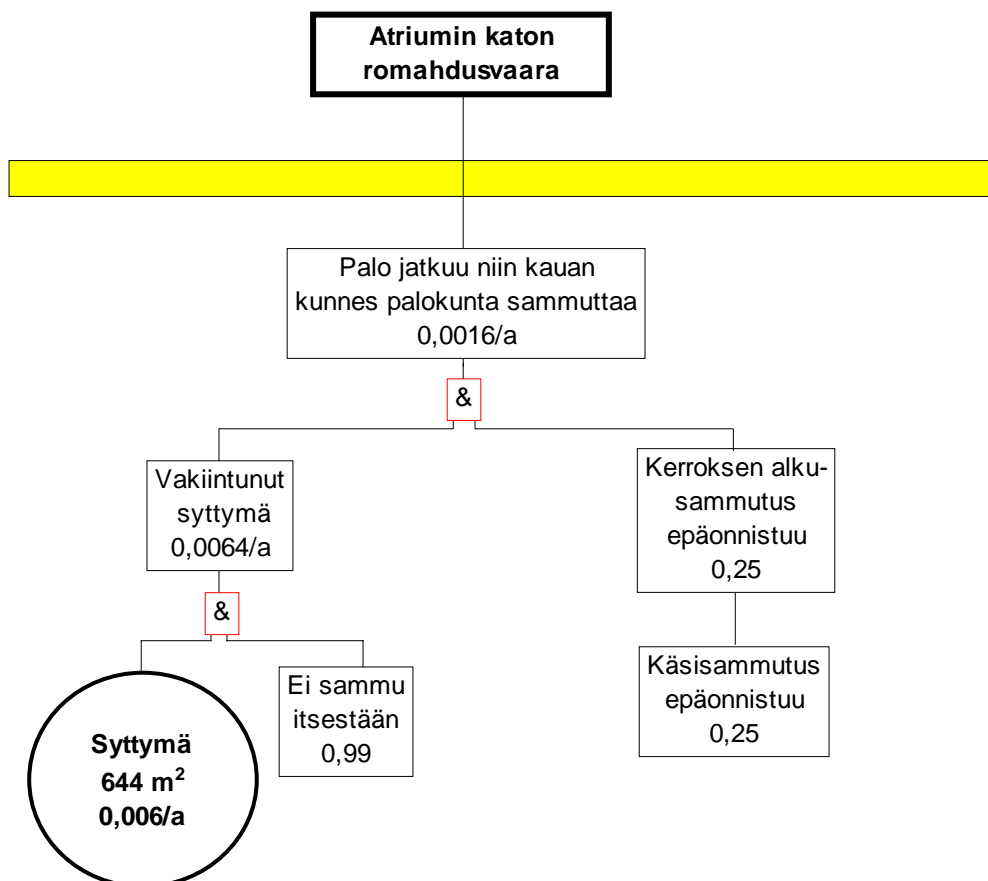 Atriumin katon
romahdusvaara
Palo jatkuu niin kauan
kunnes palokunta sammuttaa
0,0016/a
&
Vakiintunut
syttymä
0,0064/a
Kerroksen alku-
sammutus
epäonnistuu
0,25
&
Syttymä
644 m²
0,006/a
Ei sammu
itsestään
0,99
Käsisammutus
epäonnistuu
0,25